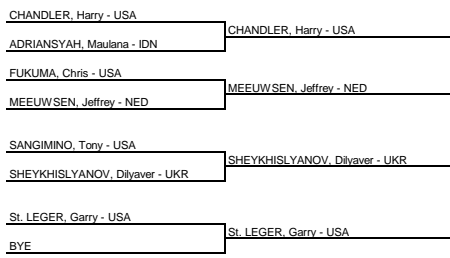 CHANDLER, Harry - USA
CHANDLER, Harry - USA
ADRIANSYAH, Maulana - IDN
FUKUMA, Chris - USA
MEEUWSEN, Jeffrey - NED
MEEUWSEN, Jeffrey - NED
SANGIMINO, Tony - USA
SHEYKHISLYANOV, Dilyaver - UKR
SHEYKHISLYANOV, Dilyaver - UKR
St. LEGER, Garry - USA
St. LEGER, Garry - USA
BYE